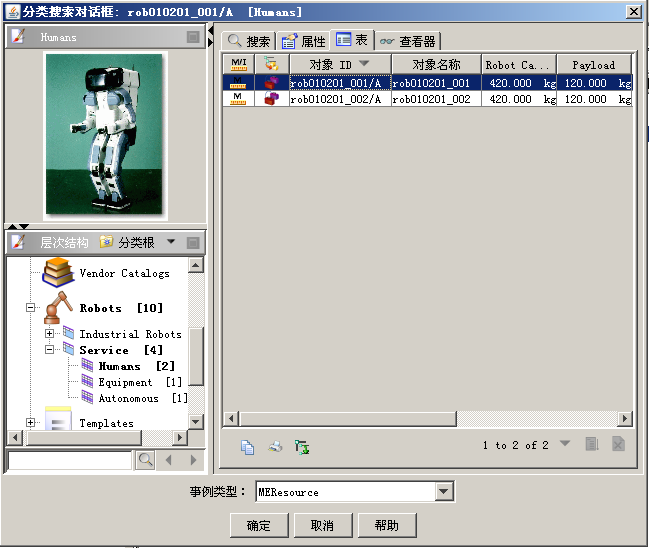 分类搜索对话框: rob010201_001/A [Humans]
Humans
层次结构 分类根
Vendor Catalogs
Robots [10]
Industrial Robots
Service [4]
Humans [2]
Equipment [1]
Autonomous [1]
Templates
搜索 属性 表 查看器
M/I 对象 ID 对象名称 Robot Ca... Payload
M rob010201_001/A rob010201_001 420.000 kg 120.000 kg
M rob010201_002/A rob010201_002 420.000 kg 120.000 kg
1 to 2 of 2
事例类型: MEResource
确定 取消 帮助